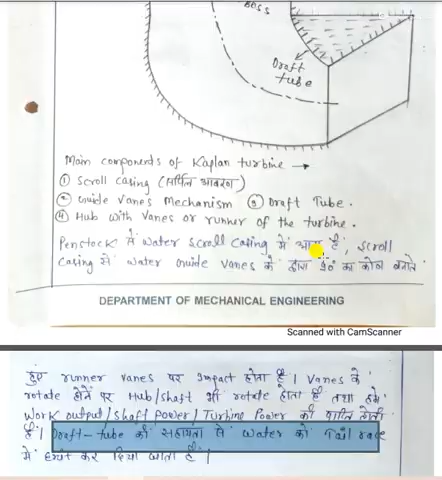 BOSS
Draft
tube
Main components of Kaplan turbine →
① Scroll casing (सर्पिल आवरण)
② Guide Vanes Mechanism ③ Draft Tube.
④ Hub with Vanes or runner of the turbine.
Penstock से Water Scroll Casing में आता है, Scroll
Casing से Water Guide Vanes के द्वारा 90° का कोण बनाते
DEPARTMENT OF MECHANICAL ENGINEERING
Scanned with CamScanner
हुए runner vanes पर Impact होता है। Vanes के
rotate होने पर Hub/shaft भी rotate होता है तथा हमे
Work output/Shaft Power/Turbine Power की प्राप्ति होती
है। Draft-tube की सहायता से Water को Tail race
में कर दिया जाता है।